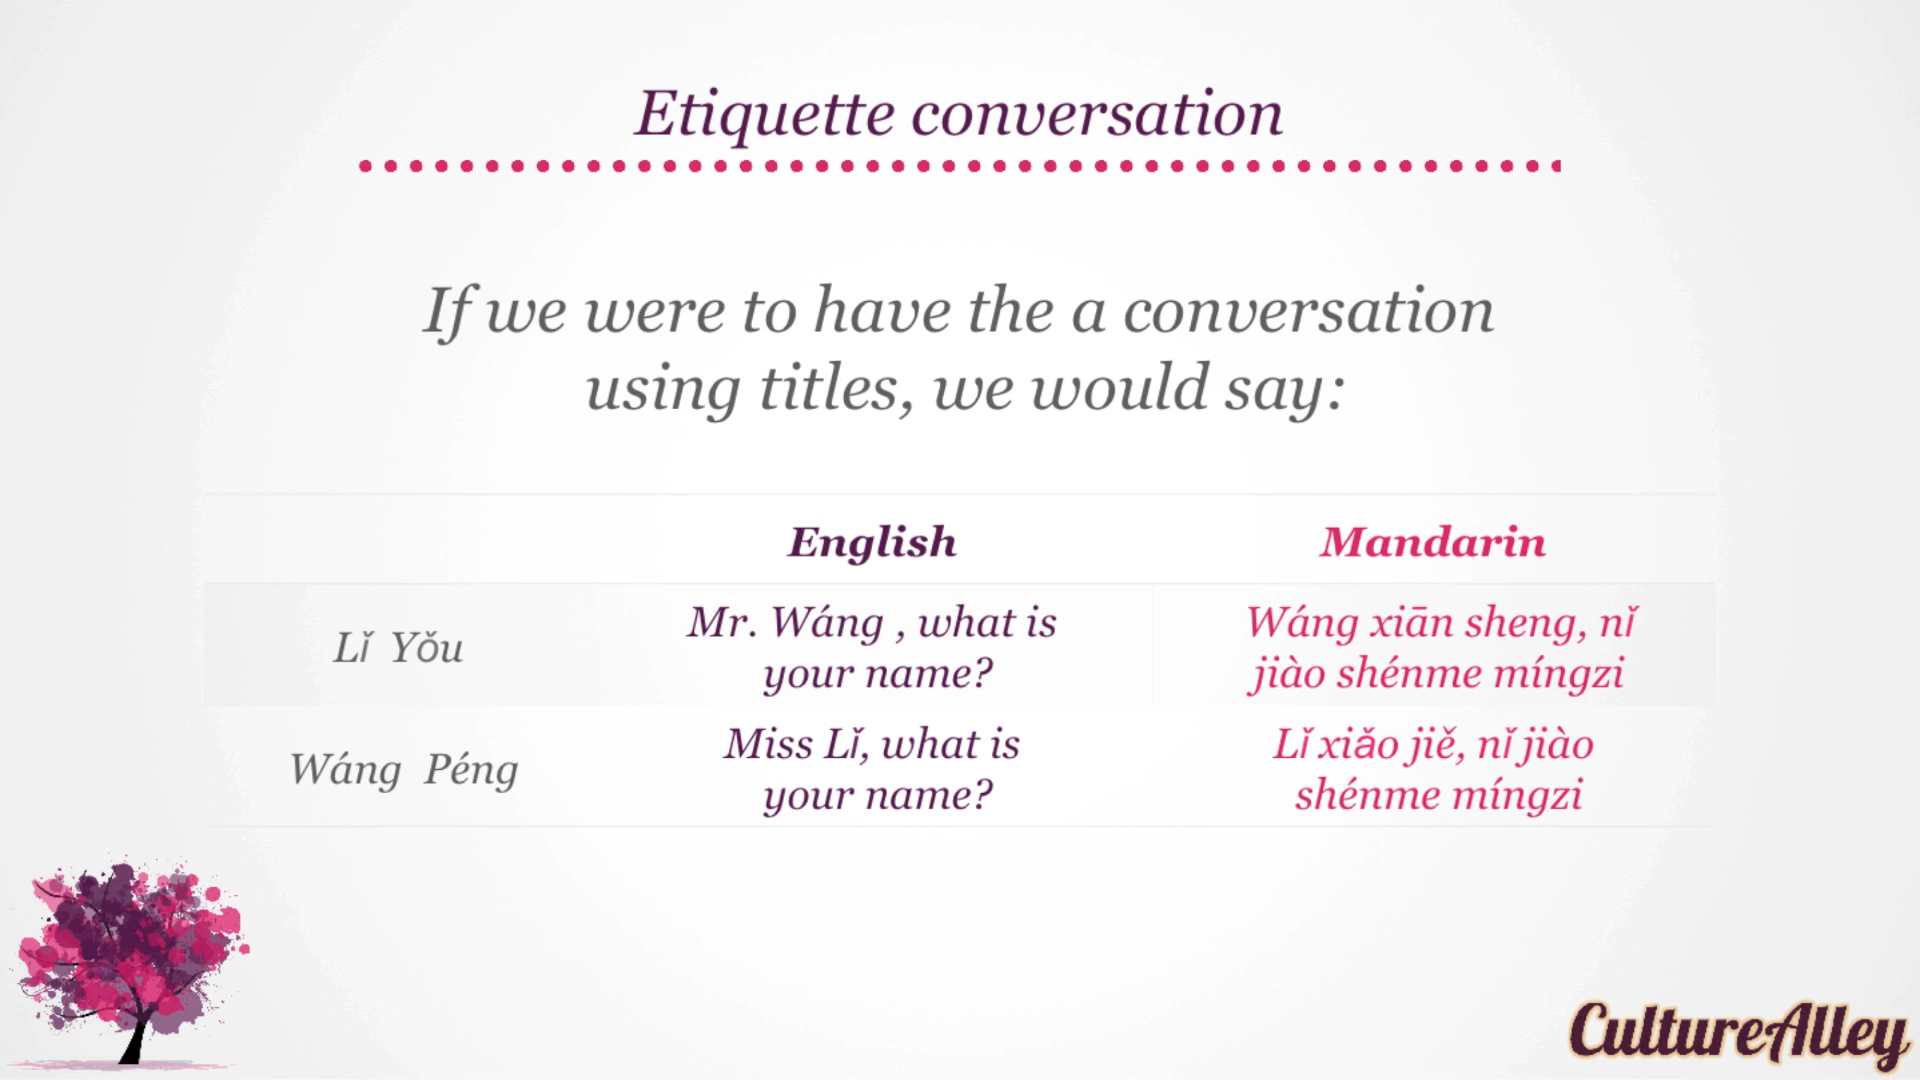 Etiquette conversation
If we were to have the a conversation
using titles, we would say:
English Mandarin
Lǐ Yǒu
Mr. Wáng , what is
your name?
Wáng xiān sheng, nǐ
jiào shénme míngzi
Wáng Péng
Miss Lǐ, what is
your name?
Lǐ xiǎo jiě, nǐ jiào
shénme míngzi
CultureAlley